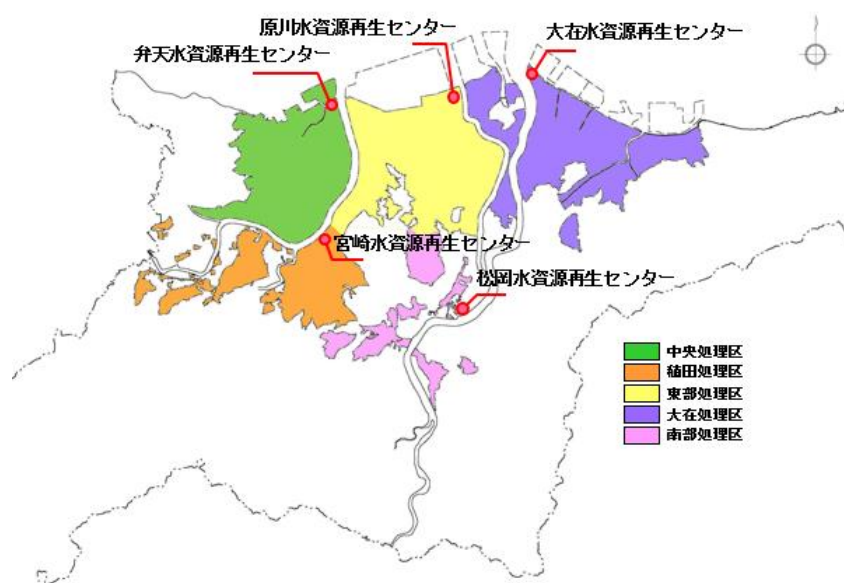 原川水資源再生センター
大在水資源再生センター
弁天水資源再生センター
宮崎水資源再生センター
松岡水資源再生センター
中央処理区
稙田処理区
東部処理区
大在処理区
南部処理区